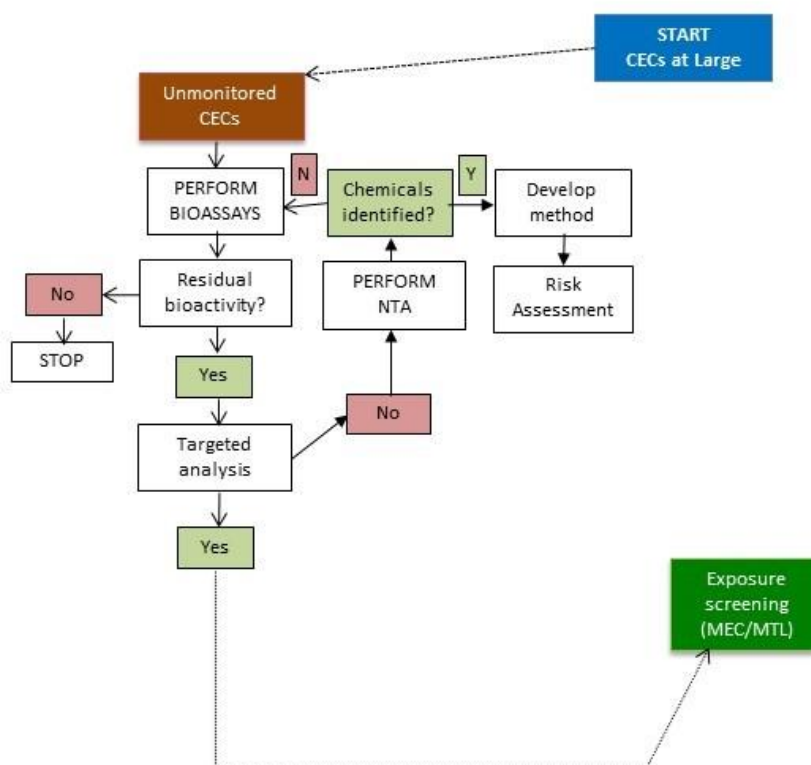 START
CECs at Large
Unmonitored
CECs
PERFORM
BIOASSAYS
N
Chemicals
identified?
Y
Develop
method
Residual
bioactivity?
No
STOP
PERFORM
NTA
Risk
Assessment
Yes
No
Targeted
analysis
Yes
Exposure
screening
(MEC/MTL)